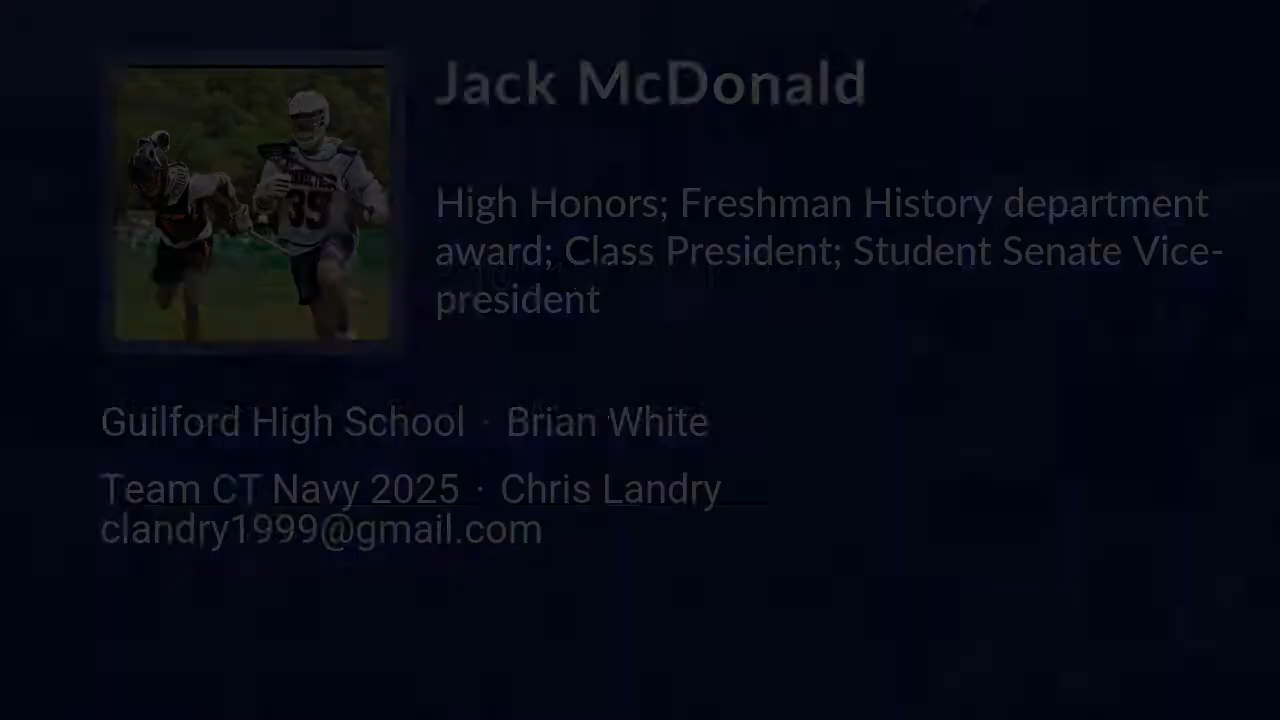 Jack McDonald
High Honors; Freshman History department
award; Class President; Student Senate Vice-
president
35
Guilford High School · Brian White
Team CT Navy 2025 · Chris Landry
clandry1999@gmail.com